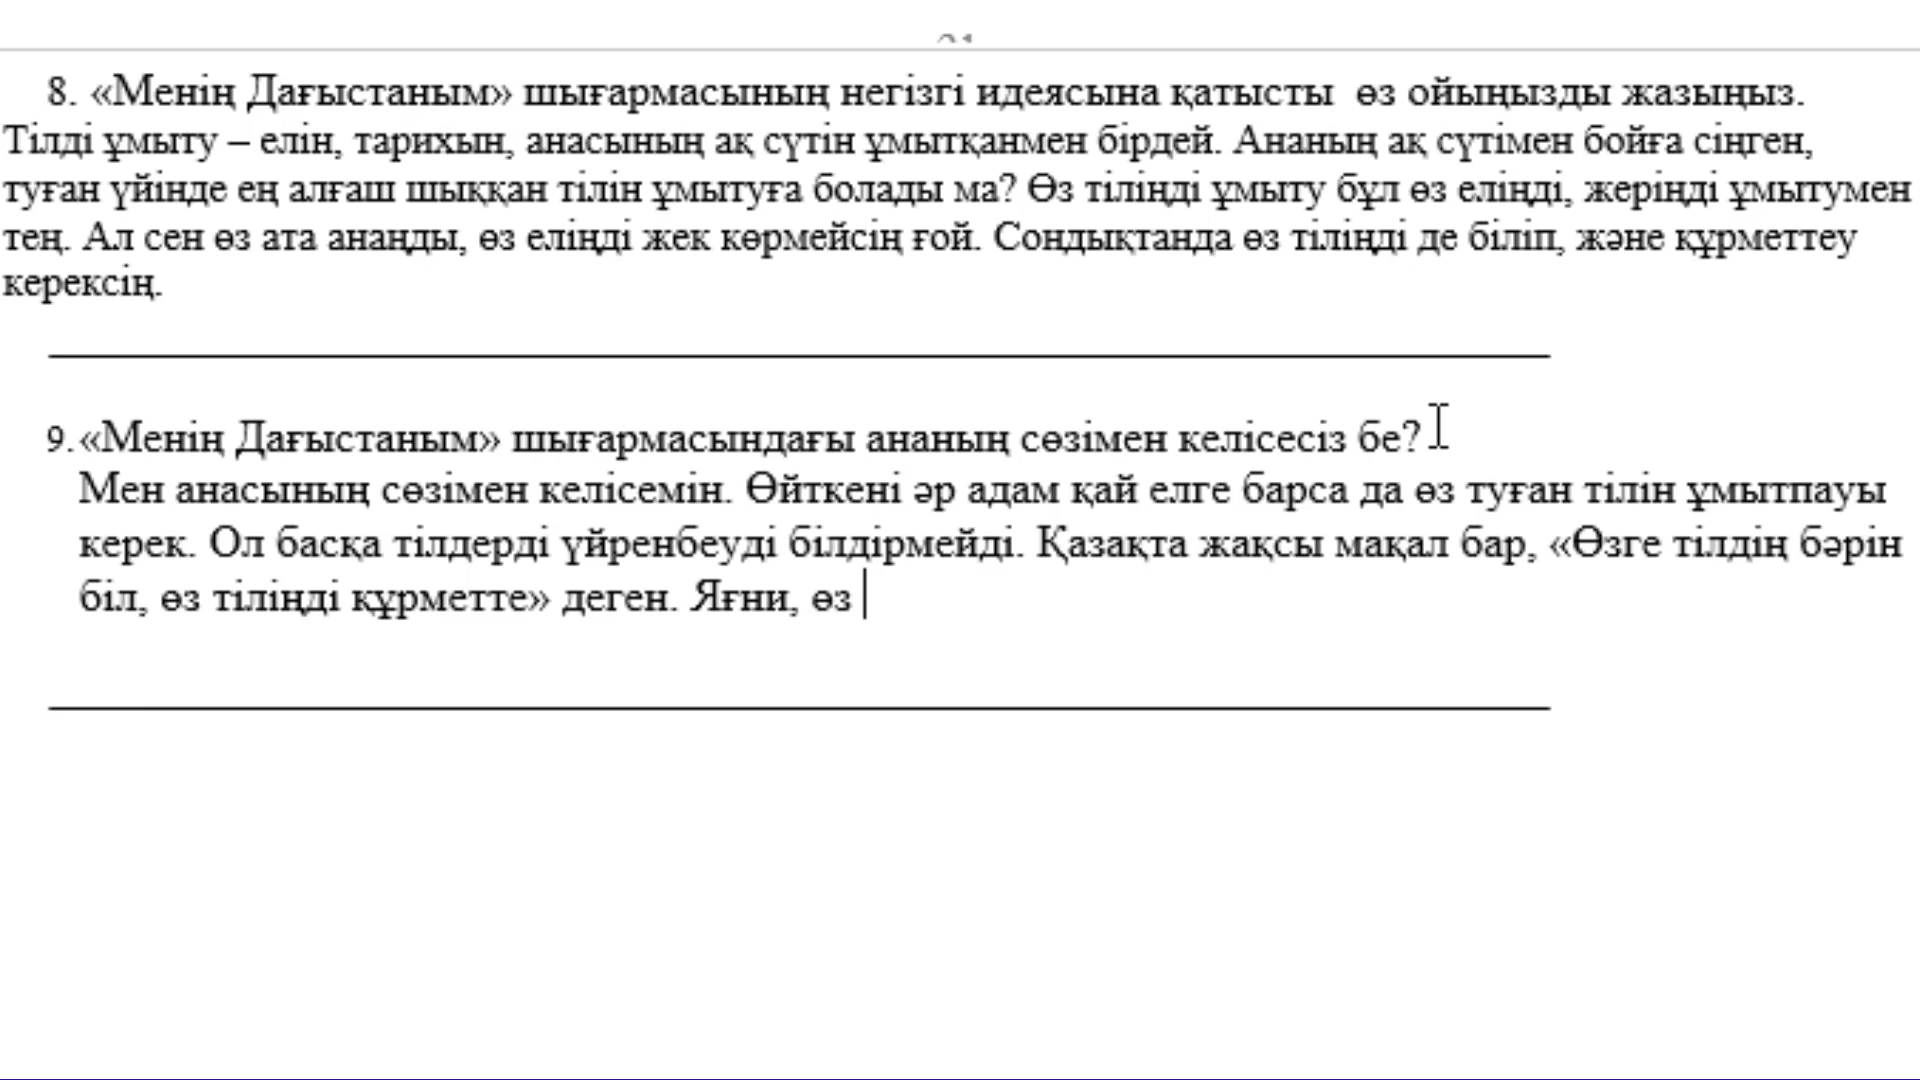 8. «Менің Дағыстаным» шығармасының негізгі идеясына қатысты өз ойыңызды жазыңыз.
Тілді ұмыту – елін, тарихын, анасының ақ сүтін ұмытқанмен бірдей. Ананың ақ сүтімен бойға сіңген,
туған үйінде ең алғаш шыққан тілін ұмытуға болады ма? Өз тіліңді ұмыту бұл өз еліңді, жеріңді ұмытумен
тең. Ал сен өз ата анаңды, өз еліңді жек көрмейсің ғой. Сондықтанда өз тіліңді де біліп, және құрметтеу
керексің.
9. «Менің Дағыстаным» шығармасындағы ананың сөзімен келісесіз бе?
Мен анасының сөзімен келісемін. Өйткені әр адам қай елге барса да өз туған тілін ұмытпауы
керек. Ол басқа тілдерді үйренбеуді білдірмейді. Қазақта жақсы мақал бар, «Өзге тілдің бәрін
біл, өз тіліңді құрметте» деген. Яғни, өз